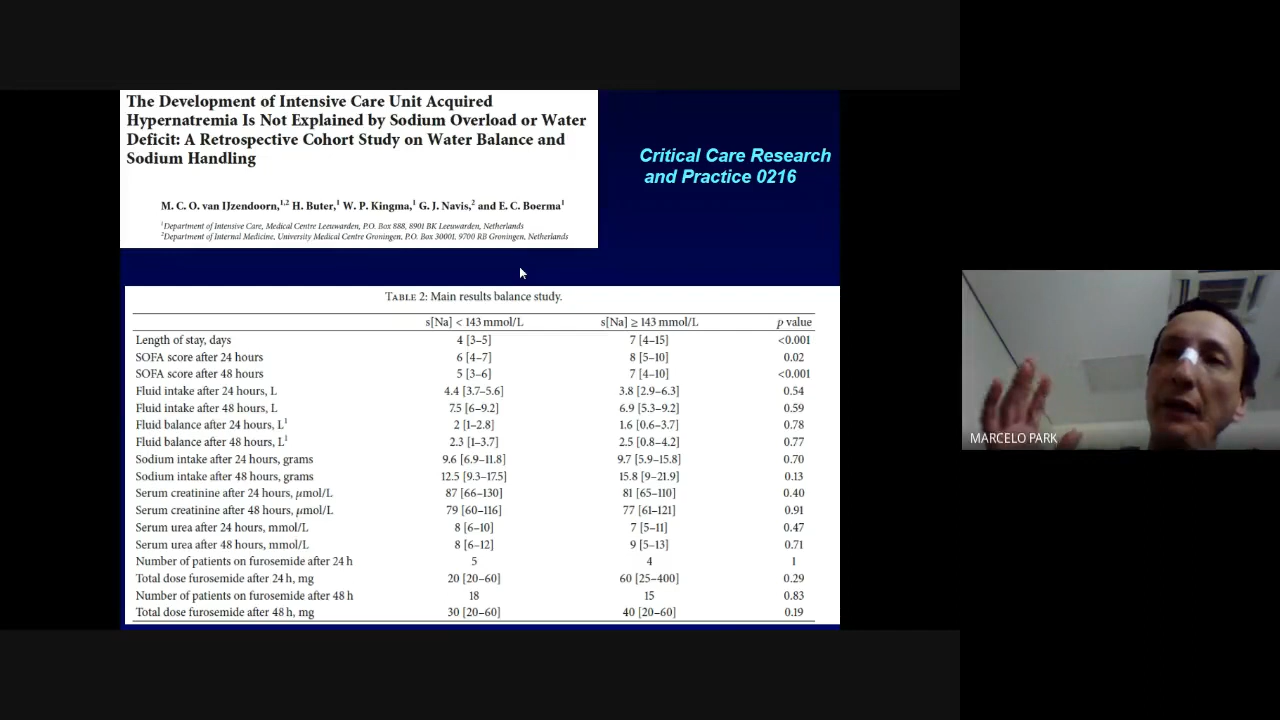 The Development of Intensive Care Unit Acquired
Hypernatremia Is Not Explained by Sodium Overload or Water
Deficit: A Retrospective Cohort Study on Water Balance and
Sodium Handling
M. C. O. van IJzendoorn,1,2 H. Buter,1 W. P. Kingma,1 G. J. Navis,2 and E. C. Boerma1
1Department of Intensive Care, Medical Centre Leeuwarden, P.O. Box 888, 8901 BK Leeuwarden, Netherlands
2Department of Internal Medicine, University Medical Centre Groningen, P.O. Box 30001, 9700 RB Groningen, Netherlands
Critical Care Research
and Practice 0216
TABLE 2: Main results balance study.
s[Na] < 143 mmol/L s[Na] ≥ 143 mmol/L p value
Length of stay, days 4 [3–5] 7 [4–15] <0.001
SOFA score after 24 hours 6 [4–7] 8 [5–10] 0.02
SOFA score after 48 hours 5 [3–6] 7 [4–10] <0.001
Fluid intake after 24 hours, L 4.4 [3.7–5.6] 3.8 [2.9–6.3] 0.54
Fluid intake after 48 hours, L 7.5 [6–9.2] 6.9 [5.3–9.2] 0.59
Fluid balance after 24 hours, L1 2 [1–2.8] 1.6 [0.6–3.7] 0.78
Fluid balance after 48 hours, L1 2.3 [1–3.7] 2.5 [0.8–4.2] 0.77
Sodium intake after 24 hours, grams 9.6 [6.9–11.8] 9.7 [5.9–15.8] 0.70
Sodium intake after 48 hours, grams 12.5 [9.3–17.5] 15.8 [9–21.9] 0.13
Serum creatinine after 24 hours, μmol/L 87 [66–130] 81 [65–110] 0.40
Serum creatinine after 48 hours, μmol/L 79 [60–116] 77 [61–121] 0.91
Serum urea after 24 hours, mmol/L 8 [6–10] 7 [5–11] 0.47
Serum urea after 48 hours, mmol/L 8 [6–12] 9 [5–13] 0.71
Number of patients on furosemide after 24 h 5 4 1
Total dose furosemide after 24 h, mg 20 [20–60] 60 [25–400] 0.29
Number of patients on furosemide after 48 h 18 15 0.83
Total dose furosemide after 48 h, mg 30 [20–60] 40 [20–60] 0.19
MARCELO PARK